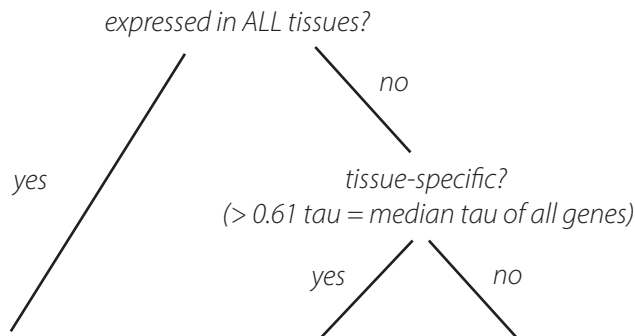 expressed in ALL tissues?
no
yes
tissue-specific?
(> 0.61 tau = median tau of all genes)
yes
no